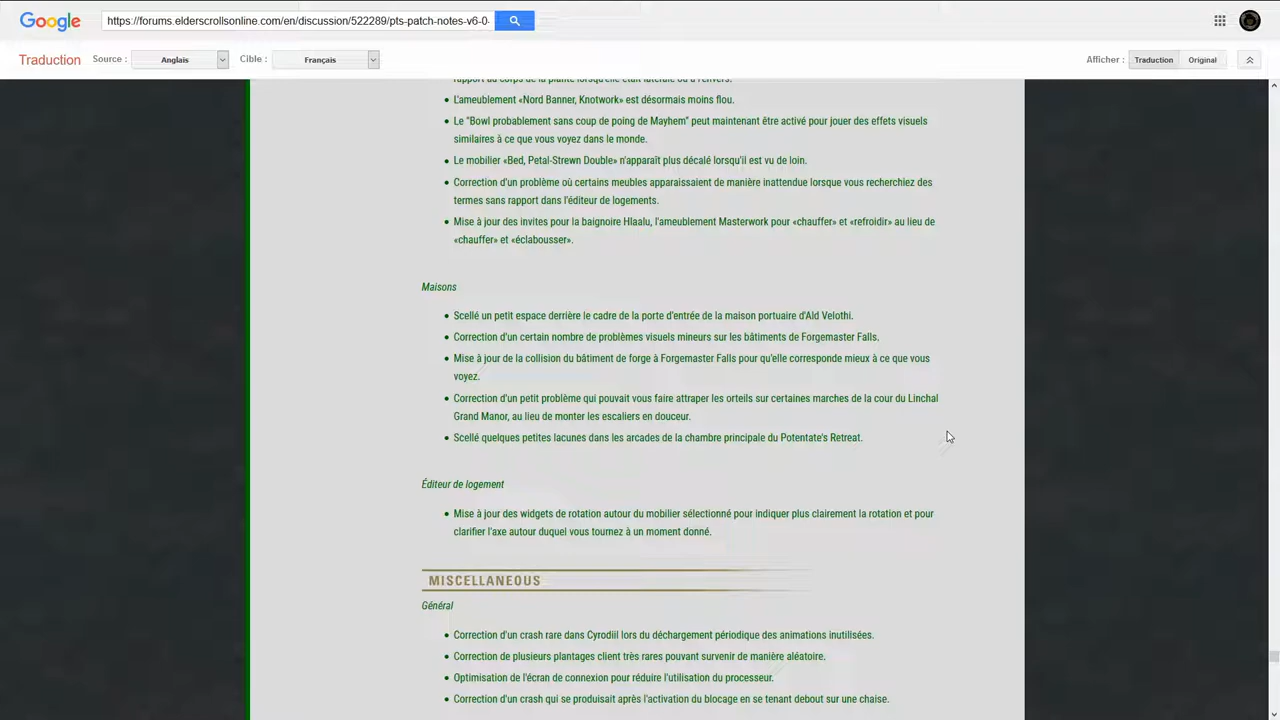 Google
https://forums.elderscrollsonline.com/en/discussion/522289/pts-patch-notes-v6-0-
Traduction Source : Anglais Cible : Français Afficher : Traduction Original
rapport au corps de la plante lorsqu'elle était latérale ou à l'envers.
• L'ameublement «Nord Banner, Knotwork» est désormais moins flou.
• Le "Bowl probablement sans coup de poing de Mayhem" peut maintenant être activé pour jouer des effets visuels
similaires à ce que vous voyez dans le monde.
• Le mobilier «Bed, Petal-Strewn Double» n'apparaît plus décalé lorsqu'il est vu de loin.
• Correction d'un problème où certains meubles apparaissaient de manière inattendue lorsque vous recherchiez des
termes sans rapport dans l'éditeur de logements.
• Mise à jour des invites pour la baignoire Hlaalu, l'ameublement Masterwork pour «chauffer» et «refroidir» au lieu de
«chauffer» et «éclabousser».
Maisons
• Scellé un petit espace derrière le cadre de la porte d'entrée de la maison portuaire d'Ald Velothi.
• Correction d'un certain nombre de problèmes visuels mineurs sur les bâtiments de Forgemaster Falls.
• Mise à jour de la collision du bâtiment de forge à Forgemaster Falls pour qu'elle corresponde mieux à ce que vous
voyez.
• Correction d'un petit problème qui pouvait vous faire attraper les orteils sur certaines marches de la cour du Linchal
Grand Manor, au lieu de monter les escaliers en douceur.
• Scellé quelques petites lacunes dans les arcades de la chambre principale du Potentate's Retreat.
Éditeur de logement
• Mise à jour des widgets de rotation autour du mobilier sélectionné pour indiquer plus clairement la rotation et pour
clarifier l'axe autour duquel vous tournez à un moment donné.
MISCELLANEOUS
Général
• Correction d'un crash rare dans Cyrodiil lors du déchargement périodique des animations inutilisées.
• Correction de plusieurs plantages client très rares pouvant survenir de manière aléatoire.
• Optimisation de l'écran de connexion pour réduire l'utilisation du processeur.
• Correction d'un crash qui se produisait après l'activation du blocage en se tenant debout sur une chaise.